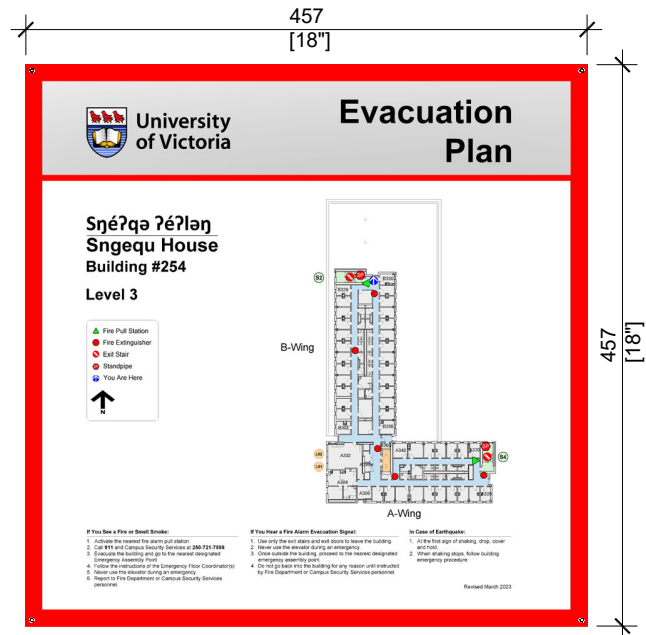 457
[18"]
University
of Victoria
Evacuation
Plan
Sŋéʔqə ʔéʔləŋ
Sngequ House
Building #254
Level 3
Fire Pull Station
Fire Extinguisher
Exit Stair
Standpipe
You Are Here
N
S2
SP
B330
B329
B-Wing
B302
A302
A304
A306
A342
SP
S4
A-Wing
457
[18"]
If You See a Fire or Smell Smoke:
1. Activate the nearest fire alarm pull station.
2. Call 911 and Campus Security Services at 250-721-7599.
3. Evacuate the building and go to the nearest designated
Emergency Assembly Point
4. Follow the instructions of the Emergency Floor Coordinator(s)
5. Never use the elevator during an emergency.
6. Report to Fire Department or Campus Security Services
personnel.
If You Hear a Fire Alarm Evacuation Signal:
1. Use only the exit stairs and exit doors to leave the building.
2. Never use the elevator during an emergency.
3. Once outside the building, proceed to the nearest designated
emergency assembly point.
4. Do not go back into the building for any reason until instructed
by Fire Department or Campus Security Services personnel.
In Case of Earthquake:
1. At the first sign of shaking, drop, cover
and hold.
2. When shaking stops, follow building
emergency procedure.
Revised March 2023